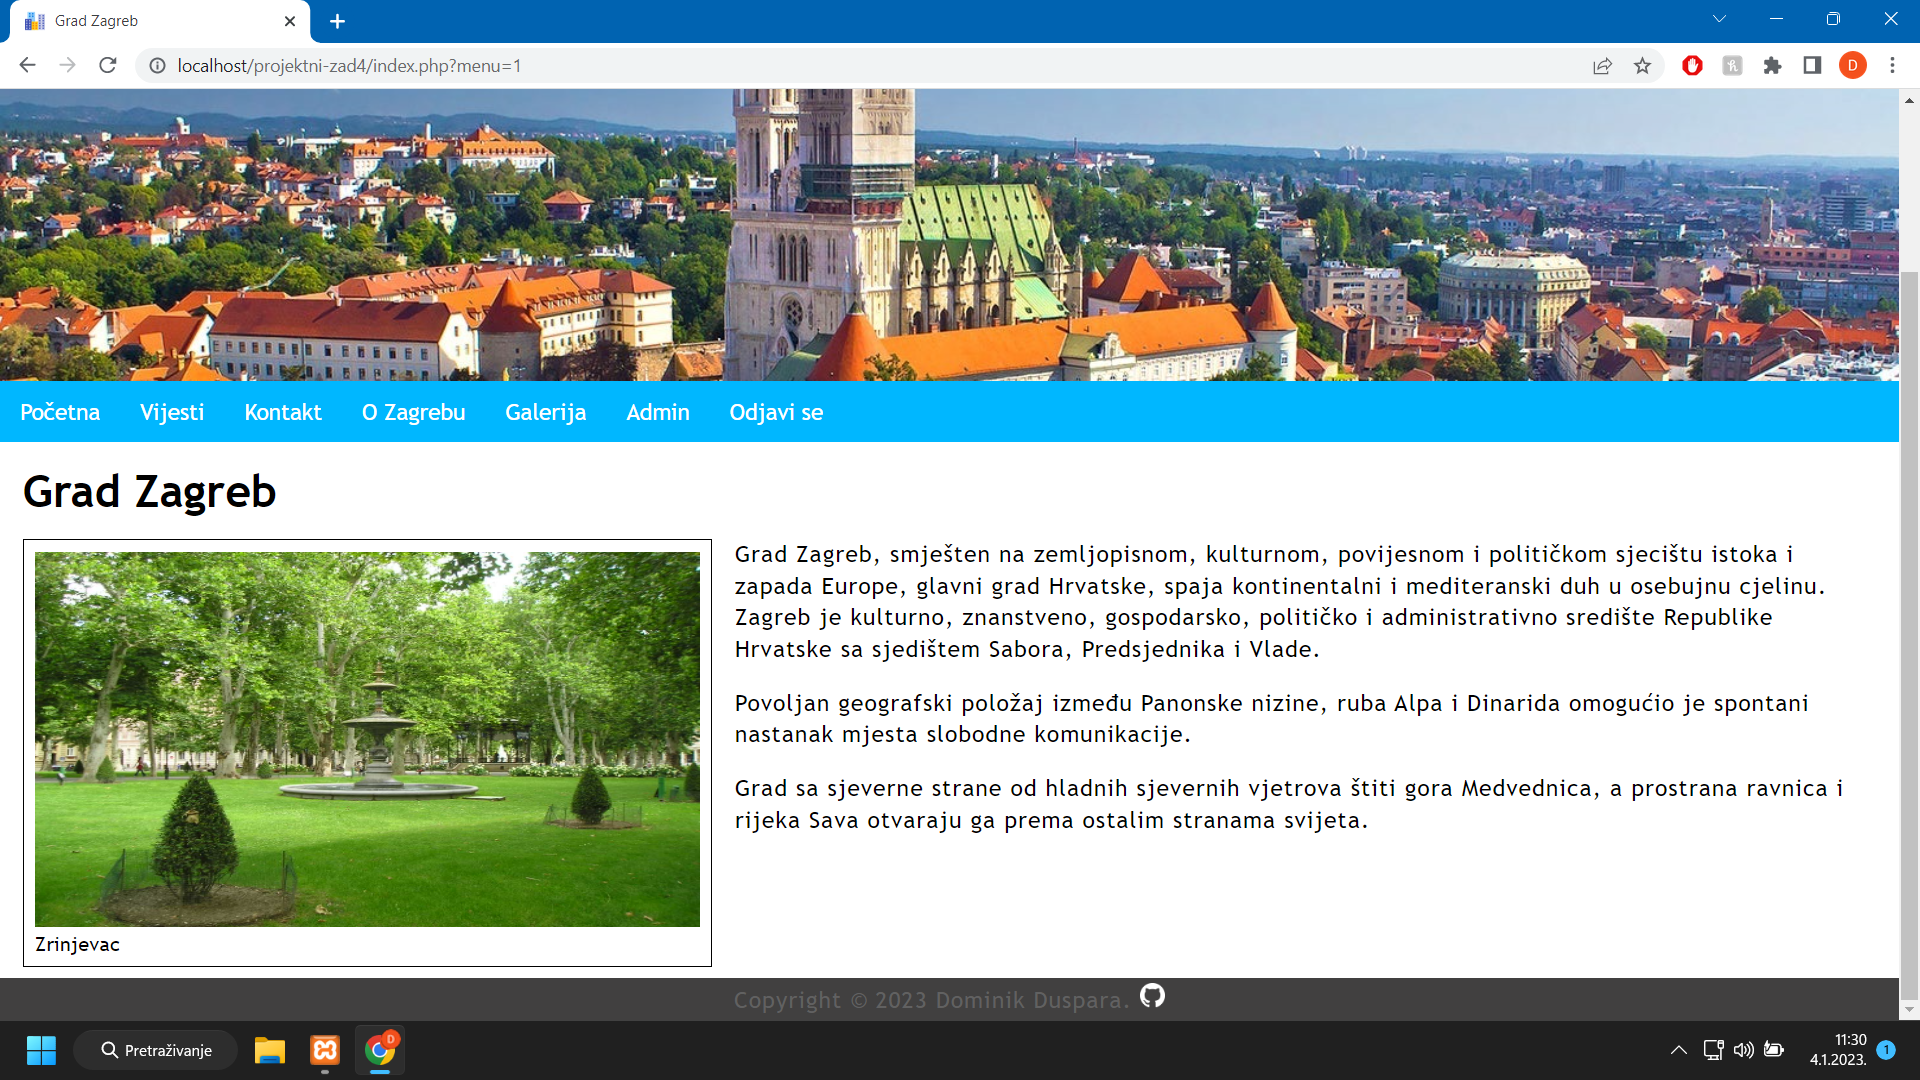 Grad Zagreb
localhost/projektni-zad4/index.php?menu=1
D
Početna Vijesti Kontakt O Zagrebu Galerija Admin Odjavi se
Grad Zagreb
Grad Zagreb, smješten na zemljopisnom, kulturnom, povijesnom i političkom sjecištu istoka i
zapada Europe, glavni grad Hrvatske, spaja kontinentalni i mediteranski duh u osebujnu cjelinu.
Zagreb je kulturno, znanstveno, gospodarsko, političko i administrativno središte Republike
Hrvatske sa sjedištem Sabora, Predsjednika i Vlade.
Povoljan geografski položaj između Panonske nizine, ruba Alpa i Dinarida omogućio je spontani
nastanak mjesta slobodne komunikacije.
Grad sa sjeverne strane od hladnih sjevernih vjetrova štiti gora Medvednica, a prostrana ravnica i
rijeka Sava otvaraju ga prema ostalim stranama svijeta.
Zrinjevac
Copyright © 2023 Dominik Duspara.
Pretraživanje
D
11:30
4.1.2023.
1